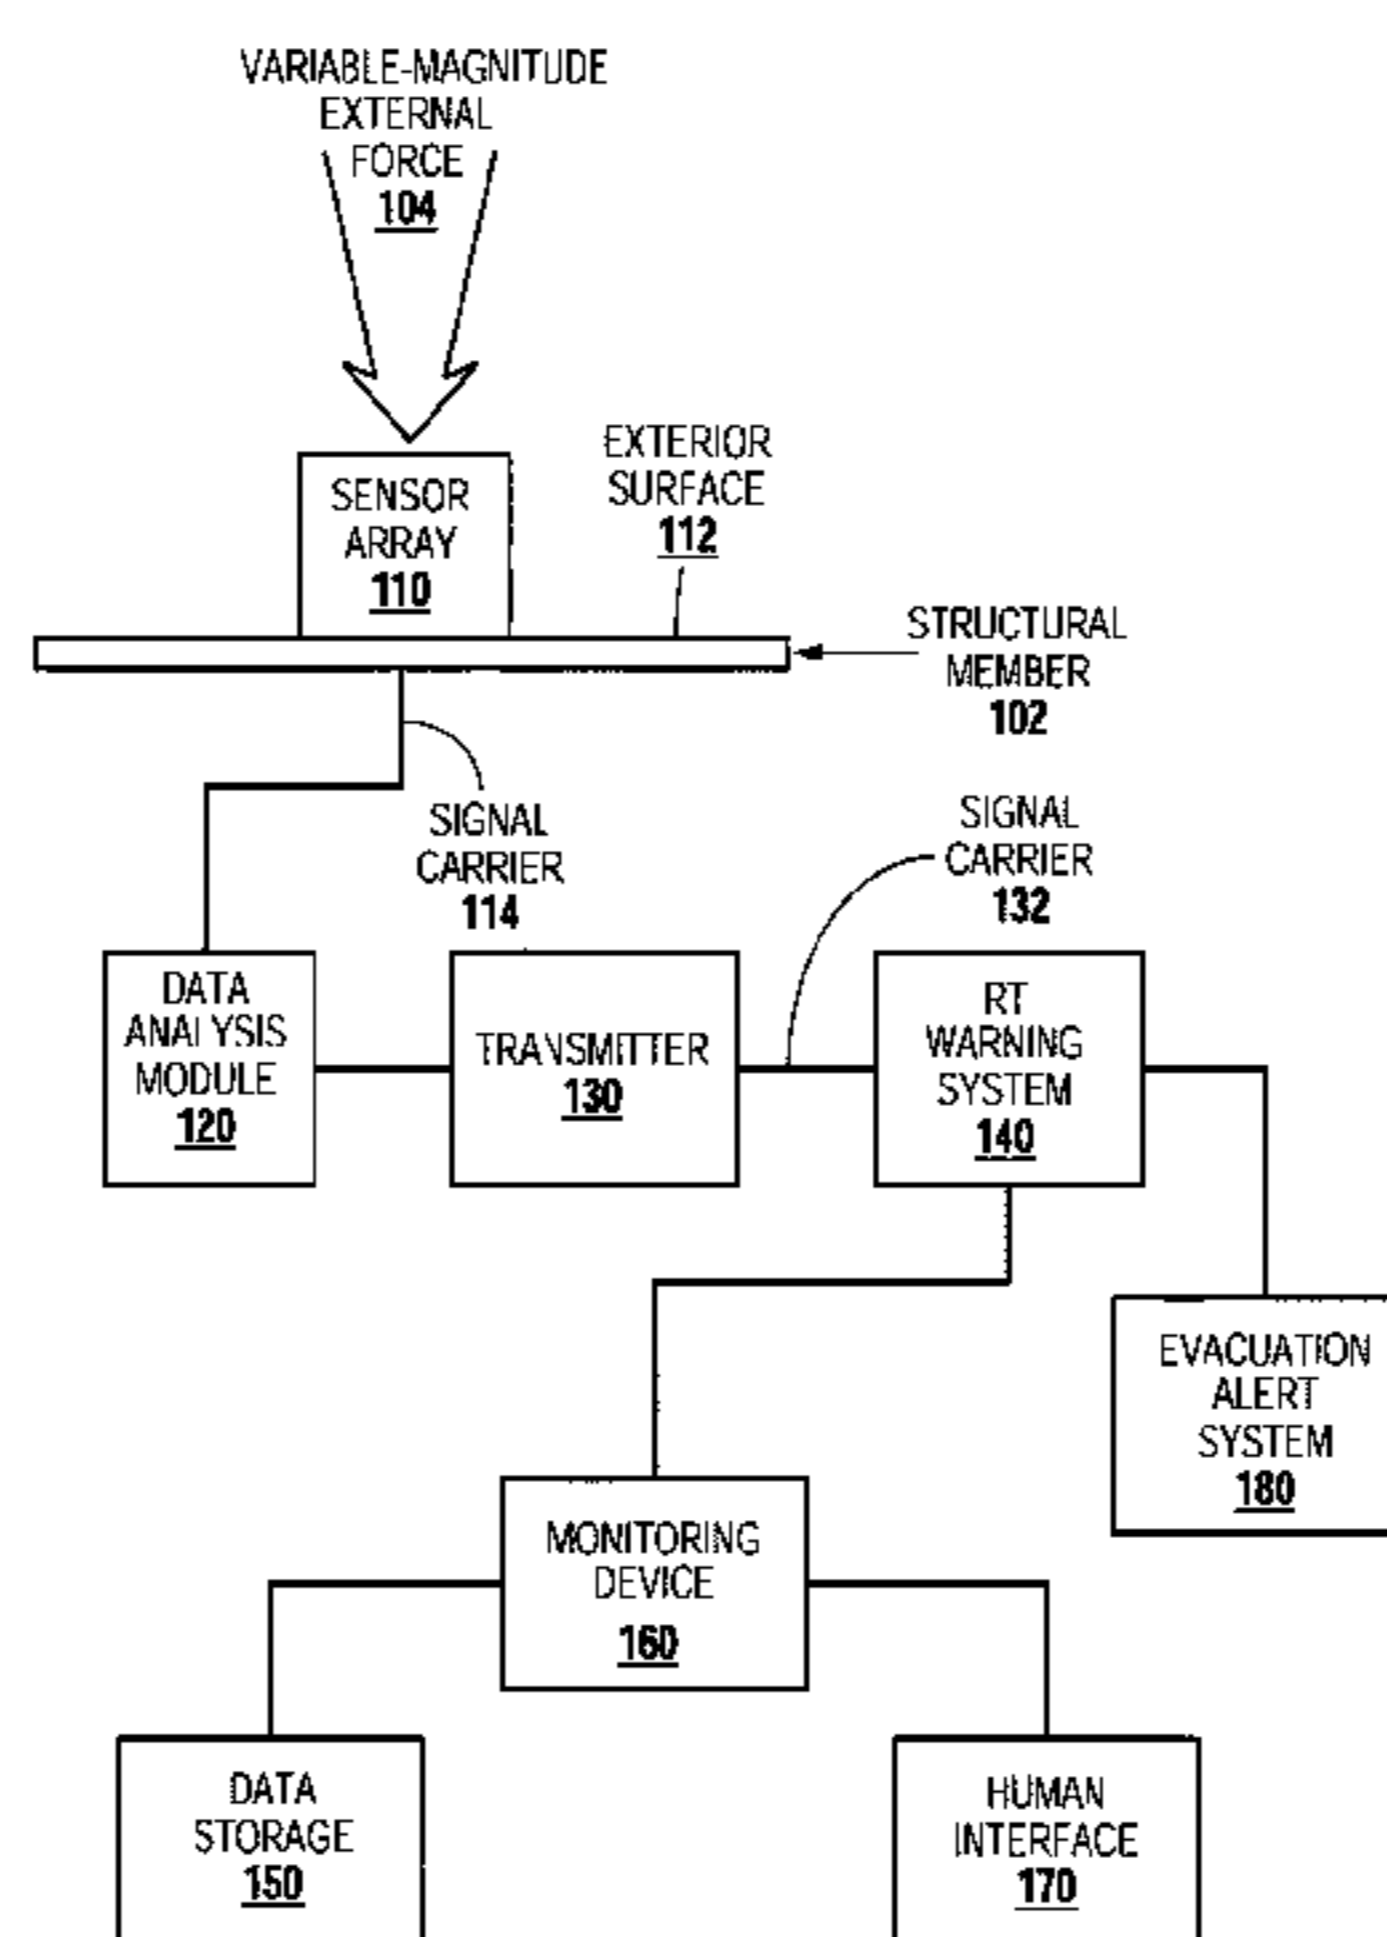 VARIABLE-MAGNITUDE
EXTERNAL
FORCE
104
SENSOR
ARRAY
110
EXTERIOR
SURFACE
112
STRUCTURAL
MEMBER
102
SIGNAL
CARRIER
114
SIGNAL
CARRIER
132
DATA
ANALYSIS
MODULE
120
TRANSMITTER
130
RT
WARNING
SYSTEM
140
EVACUATION
ALERT
SYSTEM
180
MONITORING
DEVICE
160
DATA
STORAGE
150
HUMAN
INTERFACE
170